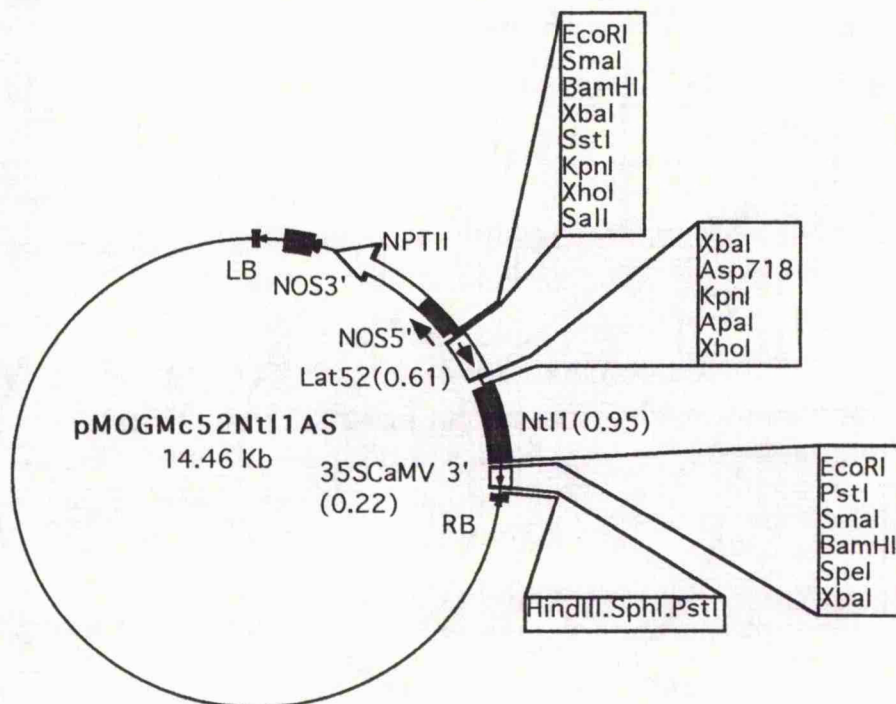 EcoRI
SmaI
BamHI
XbaI
SstI
KpnI
XhoI
SalI
XbaI
Asp718
KpnI
ApaI
XhoI
NPTII
LB
NOS3'
NOS5'
Lat52(0.61)
pMOGMc52NtI1AS
14.46 Kb
NtI1(0.95)
35SCaMV 3'
(0.22)
RB
EcoRI
PstI
SmaI
BamHI
SpeI
XbaI
HindIII.SphI.PstI